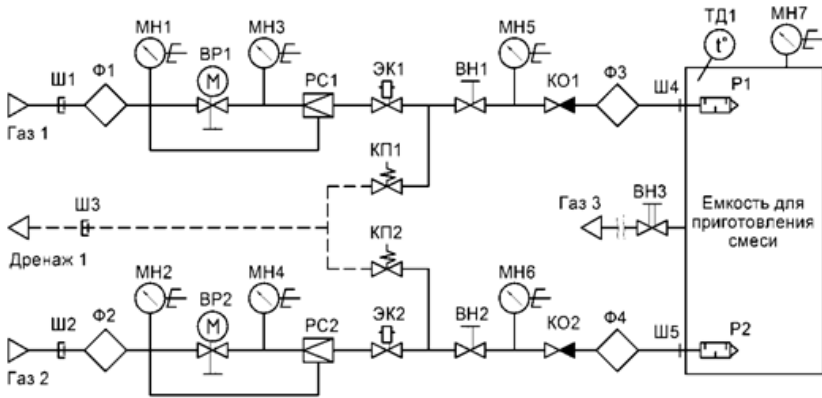 МН1
МН3
МН5
ТД1
МН7
t°
ВР1
М
Ш1
Ф1
РС1
ЭК1
ВН1
КО1
Ф3
Ш4
Р1
Газ 1
КП1
Ш3
Газ 3
ВН3
Емкость для
приготовления
смеси
Дренаж 1
КП2
МН2
МН4
МН6
ВР2
М
Ш2
Ф2
РС2
ЭК2
ВН2
КО2
Ф4
Ш5
Р2
Газ 2